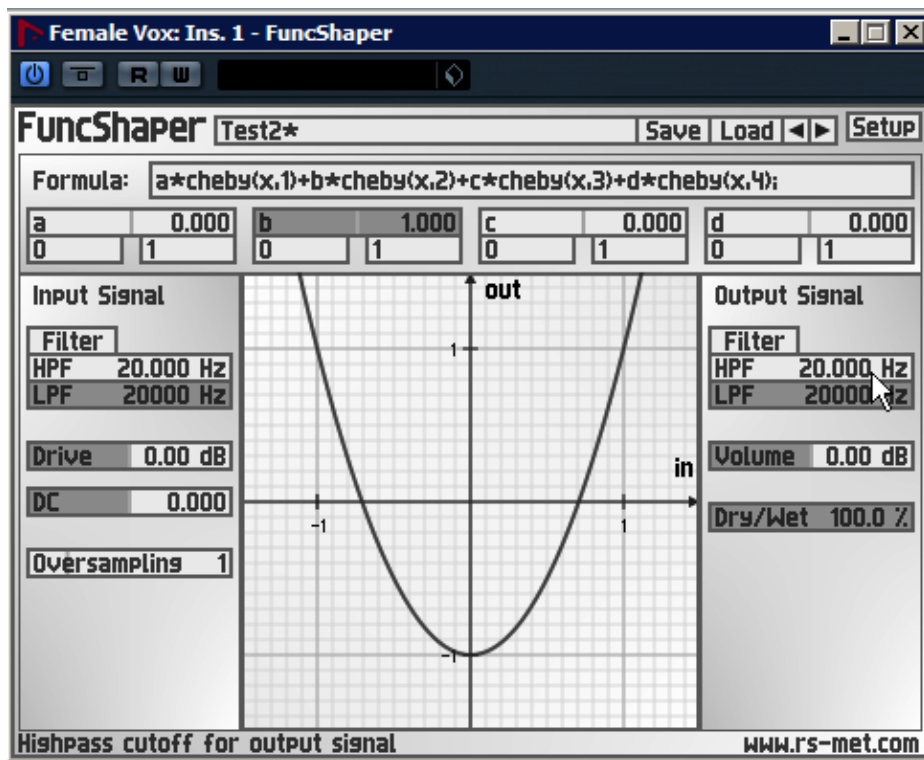 Female Vox: Ins. 1 - FuncShaper
R W
FuncShaper Test2* Save Load Setup
Formula: a*cheby(x,1)+b*cheby(x,2)+c*cheby(x,3)+d*cheby(x,4);
a 0.000 b 1.000 c 0.000 d 0.000
0 1 0 1 0 1 0 1
Input Signal
Filter
HPF 20.000 Hz
LPF 20000 Hz
Drive 0.00 dB
DC 0.000
Oversampling 1
out
1
in
-1 1
-1
Output Signal
Filter
HPF 20.000 Hz
LPF 20000 Hz
Volume 0.00 dB
Dry/Wet 100.0 %
Highpass cutoff for output signal www.rs-met.com